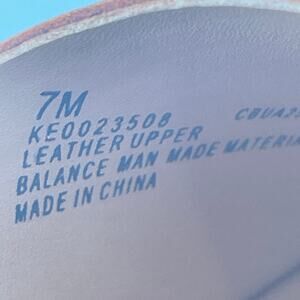 7M
KE0023508
LEATHER UPPER
BALANCE MAN MADE
MADE IN CHINA